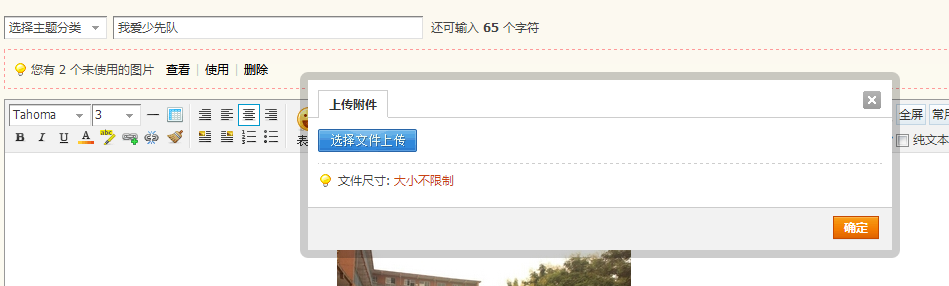 选择主题分类 我爱少先队 还可输入 65 个字符
您有 2 个未使用的图片 查看 | 使用 | 删除
上传附件
Tahoma 3 全屏 常用
B I U A abc 表 纯文本
选择文件上传
文件尺寸: 大小不限制
确定